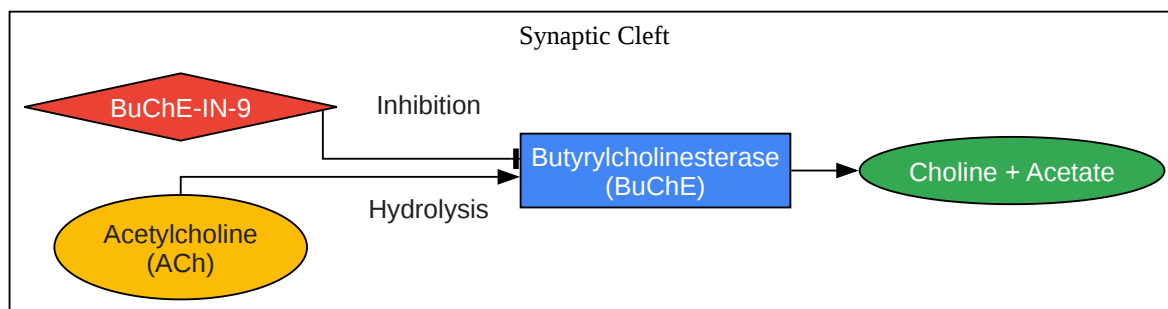 Synaptic Cleft
BuChE-IN-9
Inhibition
Butyrylcholinesterase
(BuChE)
Choline + Acetate
Hydrolysis
Acetylcholine
(ACh)